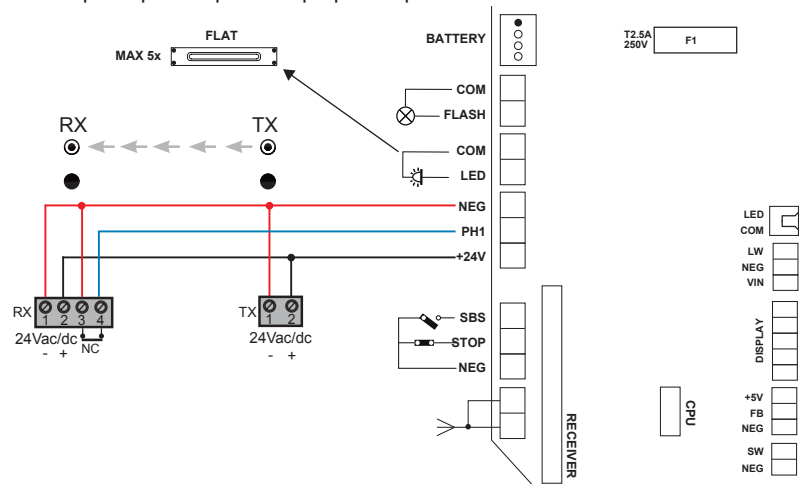 FLAT
MAX 5x
BATTERY
T2.5A
250V
F1
COM
FLASH
RX
TX
COM
LED
NEG
PH1
+24V
LED
COM
LW
NEG
VIN
RX
1 2 3 4
24Vac/dc
- +
NC
TX
1 2
24Vac/dc
- +
SBS
STOP
NEG
DISPLAY
RECEIVER
CPU
+5V
FB
NEG
SW
NEG